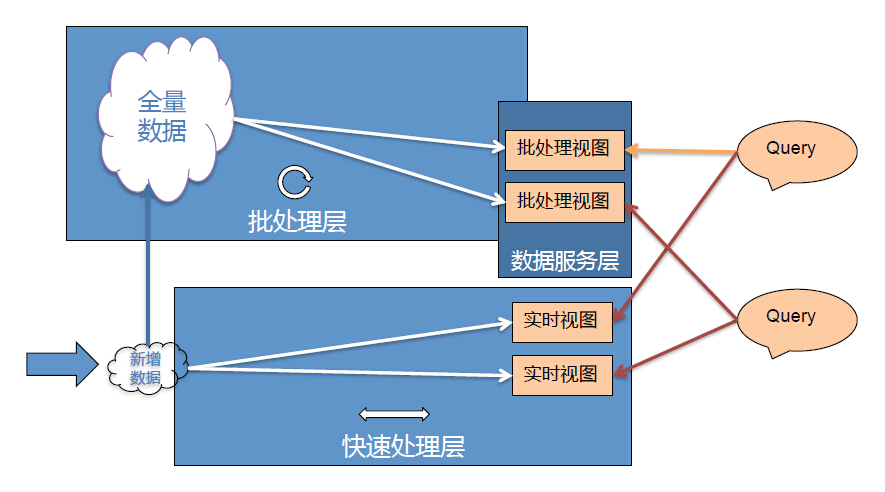 全量
数据
批处理视图
Query
批处理视图
批处理层
数据服务层
实时视图
Query
新增
数据
实时视图
快速处理层